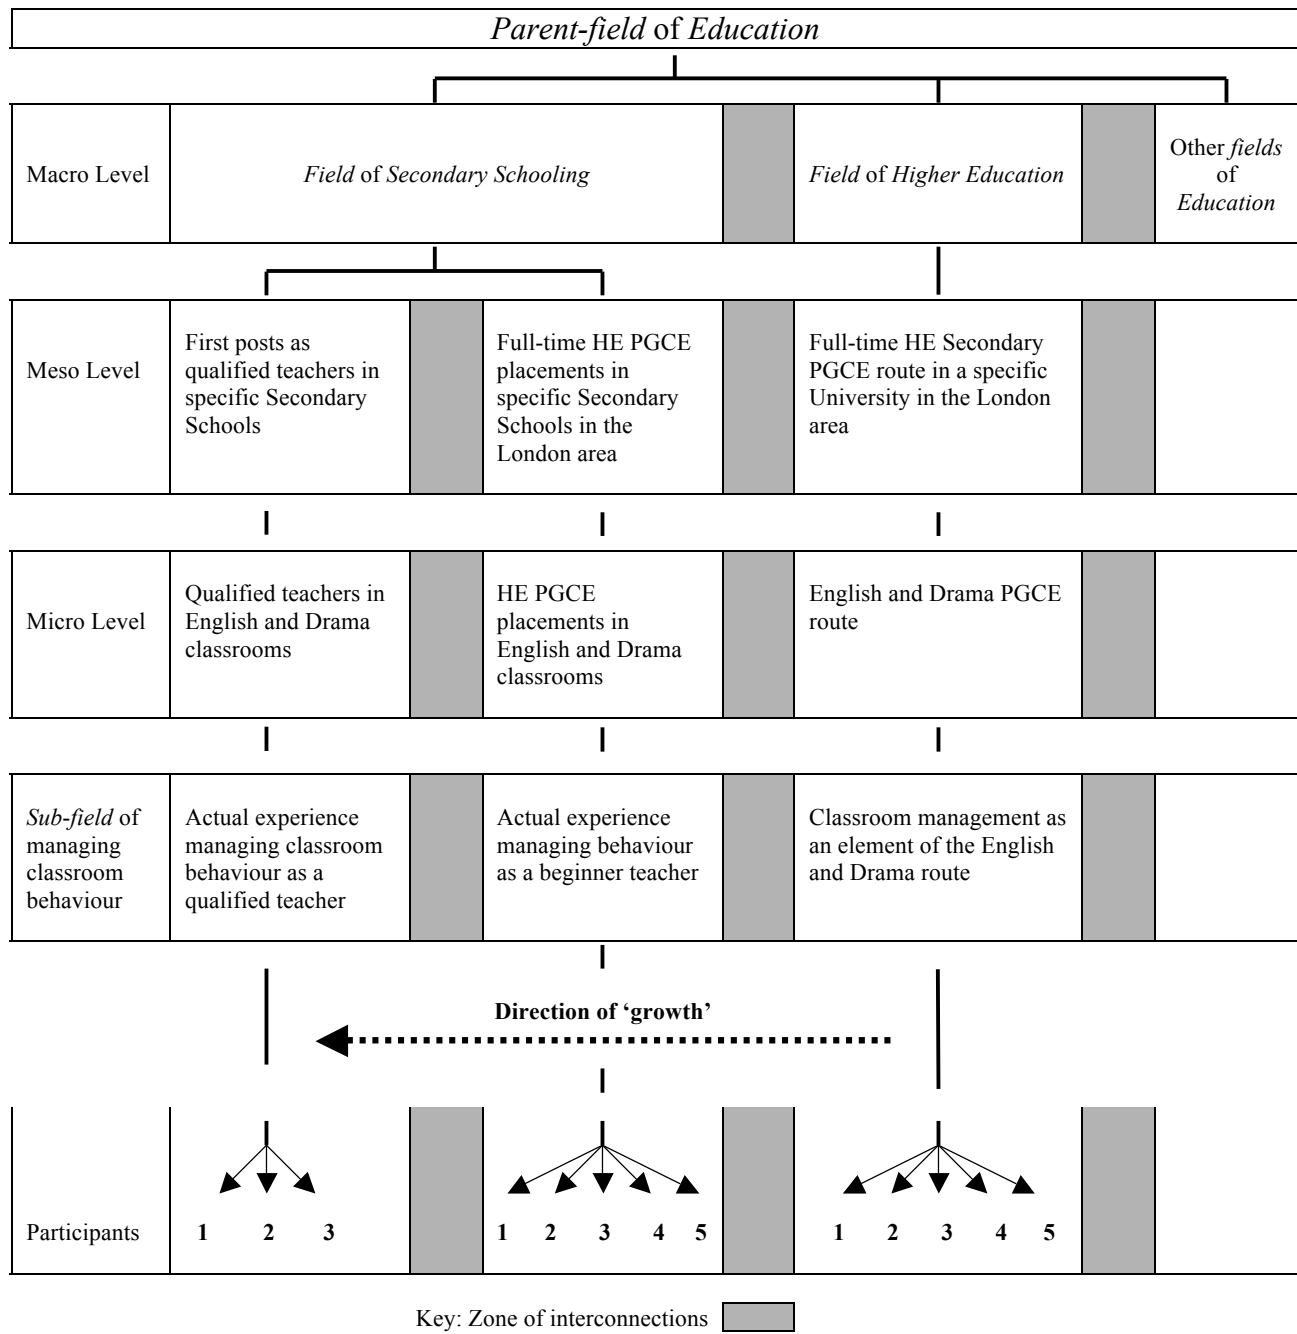 Parent-field of Education
Macro Level
Field of Secondary Schooling
Field of Higher Education
Other fields
of
Education
Meso Level
First posts as
qualified teachers in
specific Secondary
Schools
Full-time HE PGCE
placements in
specific Secondary
Schools in the
London area
Full-time HE Secondary
PGCE route in a specific
University in the London
area
Micro Level
Qualified teachers in
English and Drama
classrooms
HE PGCE
placements in
English and Drama
classrooms
English and Drama PGCE
route
Sub-field of
managing
classroom
behaviour
Actual experience
managing classroom
behaviour as a
qualified teacher
Actual experience
managing behaviour
as a beginner teacher
Classroom management as
an element of the English
and Drama route
Direction of ‘growth’
Participants
1 2 3
1 2 3 4 5
1 2 3 4 5
Key: Zone of interconnections